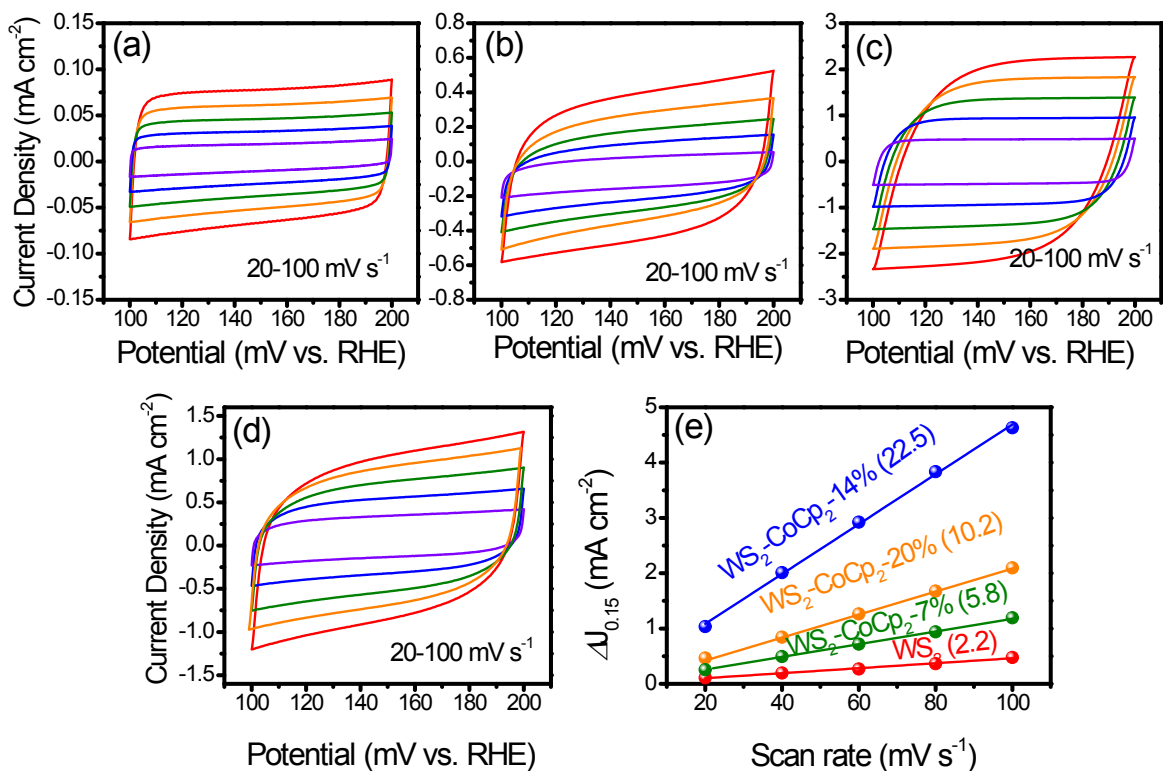 (a)
Current Density (mA cm-2)
0.15
0.10
0.05
0.00
-0.05
-0.10
-0.15
20-100 mV s-1
100 120 140 160 180 200
Potential (mV vs. RHE)
(b)
0.8
0.6
0.4
0.2
0.0
-0.2
-0.4
-0.6
-0.8
20-100 mV s-1
100 120 140 160 180 200
Potential (mV vs. RHE)
(c)
3
2
1
0
-1
-2
-3
20-100 mV s-1
100 120 140 160 180 200
Potential (mV vs. RHE)
(d)
Current Density (mA cm-2)
1.5
1.0
0.5
0.0
-0.5
-1.0
-1.5
20-100 mV s-1
100 120 140 160 180 200
Potential (mV vs. RHE)
(e)
ΔJ0.15 (mA cm-2)
5
4
3
2
1
0
WS2-CoCp2-14% (22.5)
WS2-CoCp2-20% (10.2)
WS2-CoCp2-7% (5.8)
WS2 (2.2)
20 40 60 80 100
Scan rate (mV s-1)